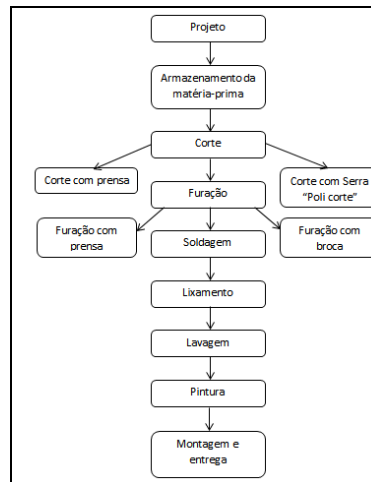 Projeto
Armazenamento da
matéria-prima
Corte
Corte com prensa
Corte com Serra
“Poli corte”
Furação
Furação com
prensa
Furação com
broca
Soldagem
Lixamento
Lavagem
Pintura
Montagem e
entrega